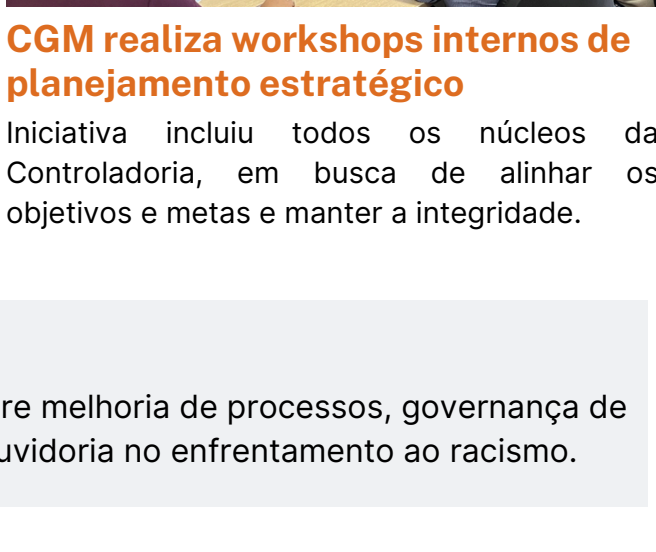 CGM realiza workshops internos de
planejamento estratégico
Iniciativa incluiu todos os núcleos da
Controladoria, em busca de alinhar os
objetivos e metas e manter a integridade.
re melhoria de processos, governança de
uvidoria no enfrentamento ao racismo.